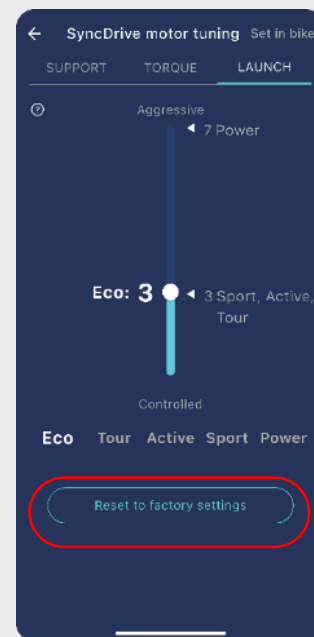 SyncDrive motor tuning Set in bike
SUPPORT TORQUE LAUNCH
Aggressive
7 Power
Eco: 3
3 Sport, Active,
Tour
Controlled
Eco Tour Active Sport Power
Reset to factory settings